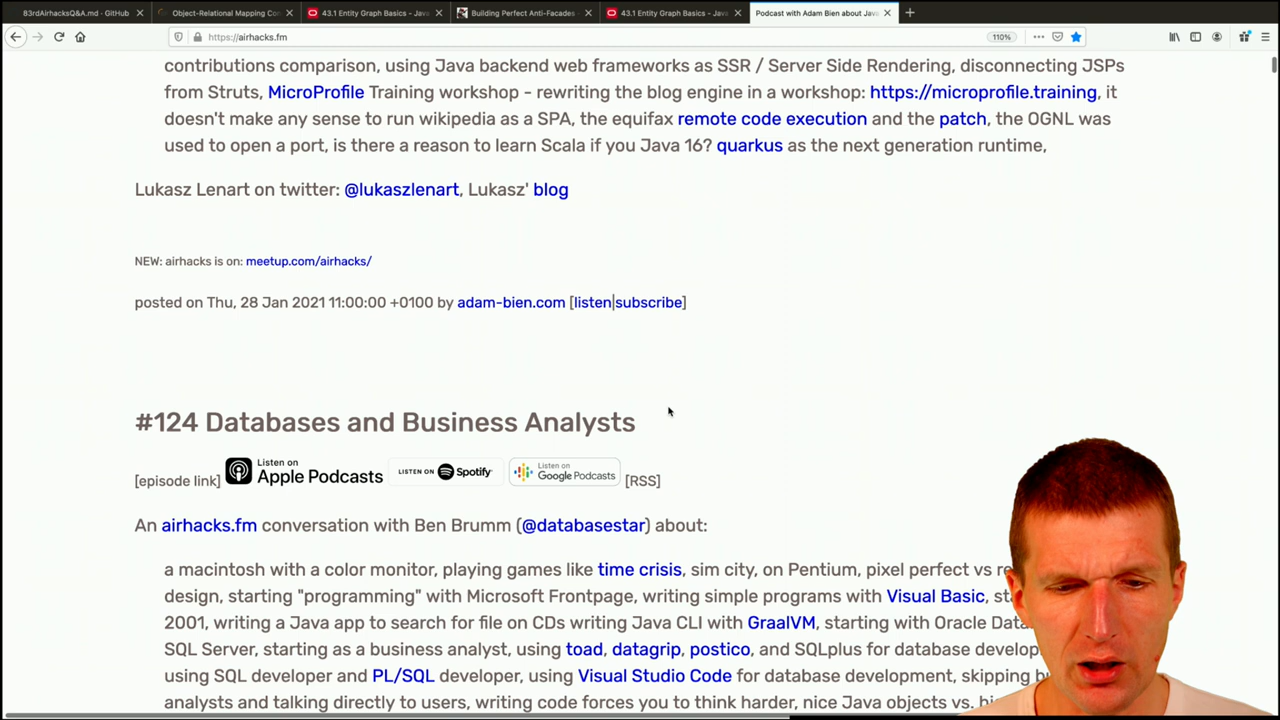 83rdAirhacksQ&A.md · GitHub
Object-Relational Mapping Con
43.1 Entity Graph Basics - Java
Building Perfect Anti-Facades -
43.1 Entity Graph Basics - Java
Podcast with Adam Bien about Java
https://airhacks.fm
110%
contributions comparison, using Java backend web frameworks as SSR / Server Side Rendering, disconnecting JSPs
from Struts, MicroProfile Training workshop - rewriting the blog engine in a workshop: https://microprofile.training, it
doesn't make any sense to run wikipedia as a SPA, the equifax remote code execution and the patch, the OGNL was
used to open a port, is there a reason to learn Scala if you Java 16? quarkus as the next generation runtime,
Lukasz Lenart on twitter: @lukaszlenart, Lukasz' blog
NEW: airhacks is on: meetup.com/airhacks/
posted on Thu, 28 Jan 2021 11:00:00 +0100 by adam-bien.com [listen|subscribe]
#124 Databases and Business Analysts
[episode link] Listen on Apple Podcasts LISTEN ON Spotify Listen on Google Podcasts [RSS]
An airhacks.fm conversation with Ben Brumm (@databasestar) about:
a macintosh with a color monitor, playing games like time crisis, sim city, on Pentium, pixel perfect vs re
design, starting "programming" with Microsoft Frontpage, writing simple programs with Visual Basic, st
2001, writing a Java app to search for file on CDs writing Java CLI with GraalVM, starting with Oracle Data
SQL Server, starting as a business analyst, using toad, datagrip, postico, and SQLplus for database develop
using SQL developer and PL/SQL developer, using Visual Studio Code for database development, skipping bu
analysts and talking directly to users, writing code forces you to think harder, nice Java objects vs. hi